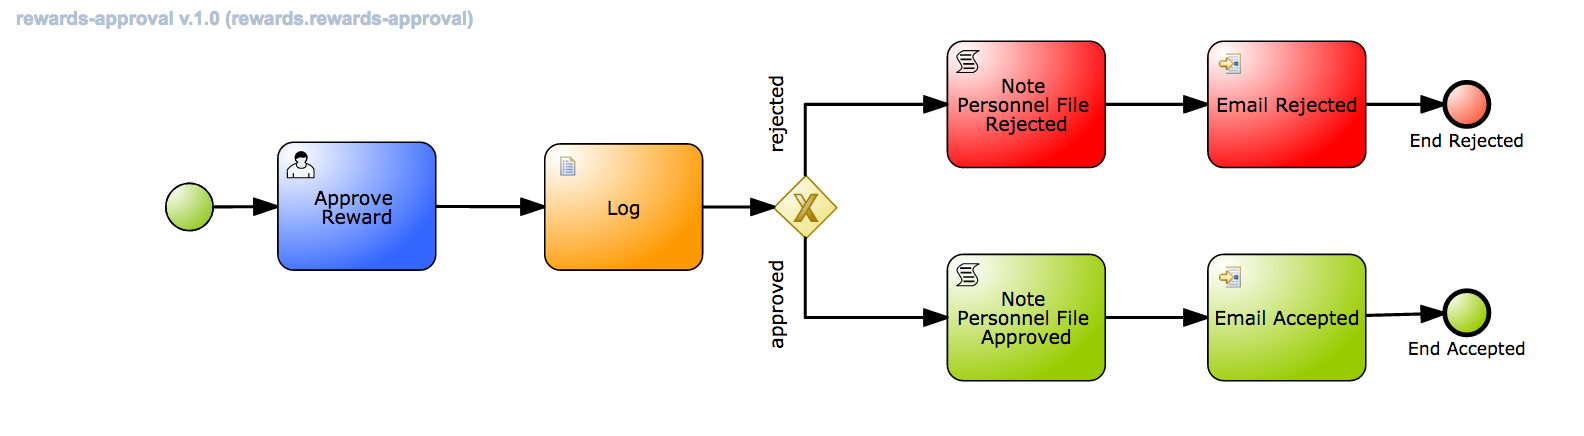 rewards-approval v.1.0 (rewards.rewards-approval)
Approve
Reward
Log
rejected
approved
Note
Personnel File
Rejected
Email Rejected
End Rejected
Note
Personnel File
Approved
Email Accepted
End Accepted